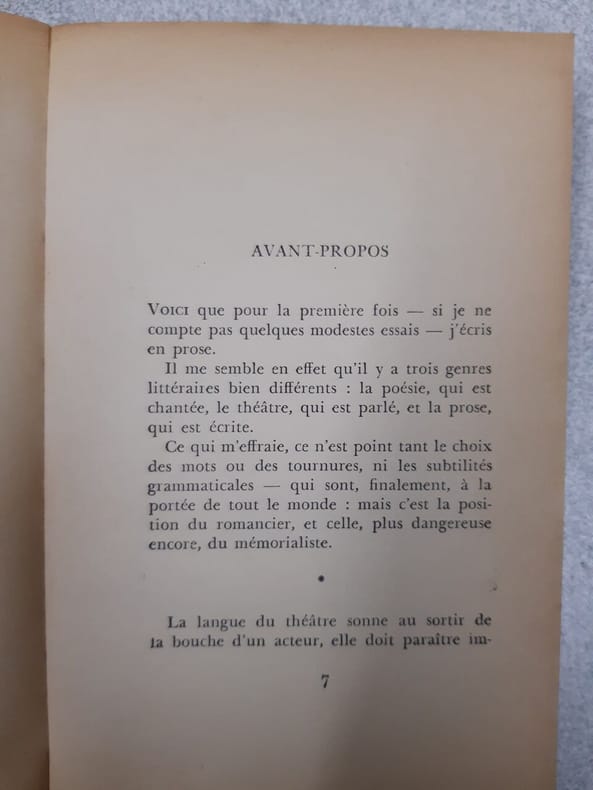 AVANT-PROPOS
VOICI que pour la première fois — si je ne
compte pas quelques modestes essais — j'écris
en prose.
Il me semble en effet qu'il y a trois genres
littéraires bien différents : la poésie, qui est
chantée, le théâtre, qui est parlé, et la prose,
qui est écrite.
Ce qui m'effraie, ce n'est point tant le choix
des mots ou des tournures, ni les subtilités
grammaticales — qui sont, finalement, à la
portée de tout le monde : mais c'est la posi-
tion du romancier, et celle, plus dangereuse
encore, du mémorialiste.
•
La langue du théâtre sonne au sortir de
la bouche d'un acteur, elle doit paraître im-
7